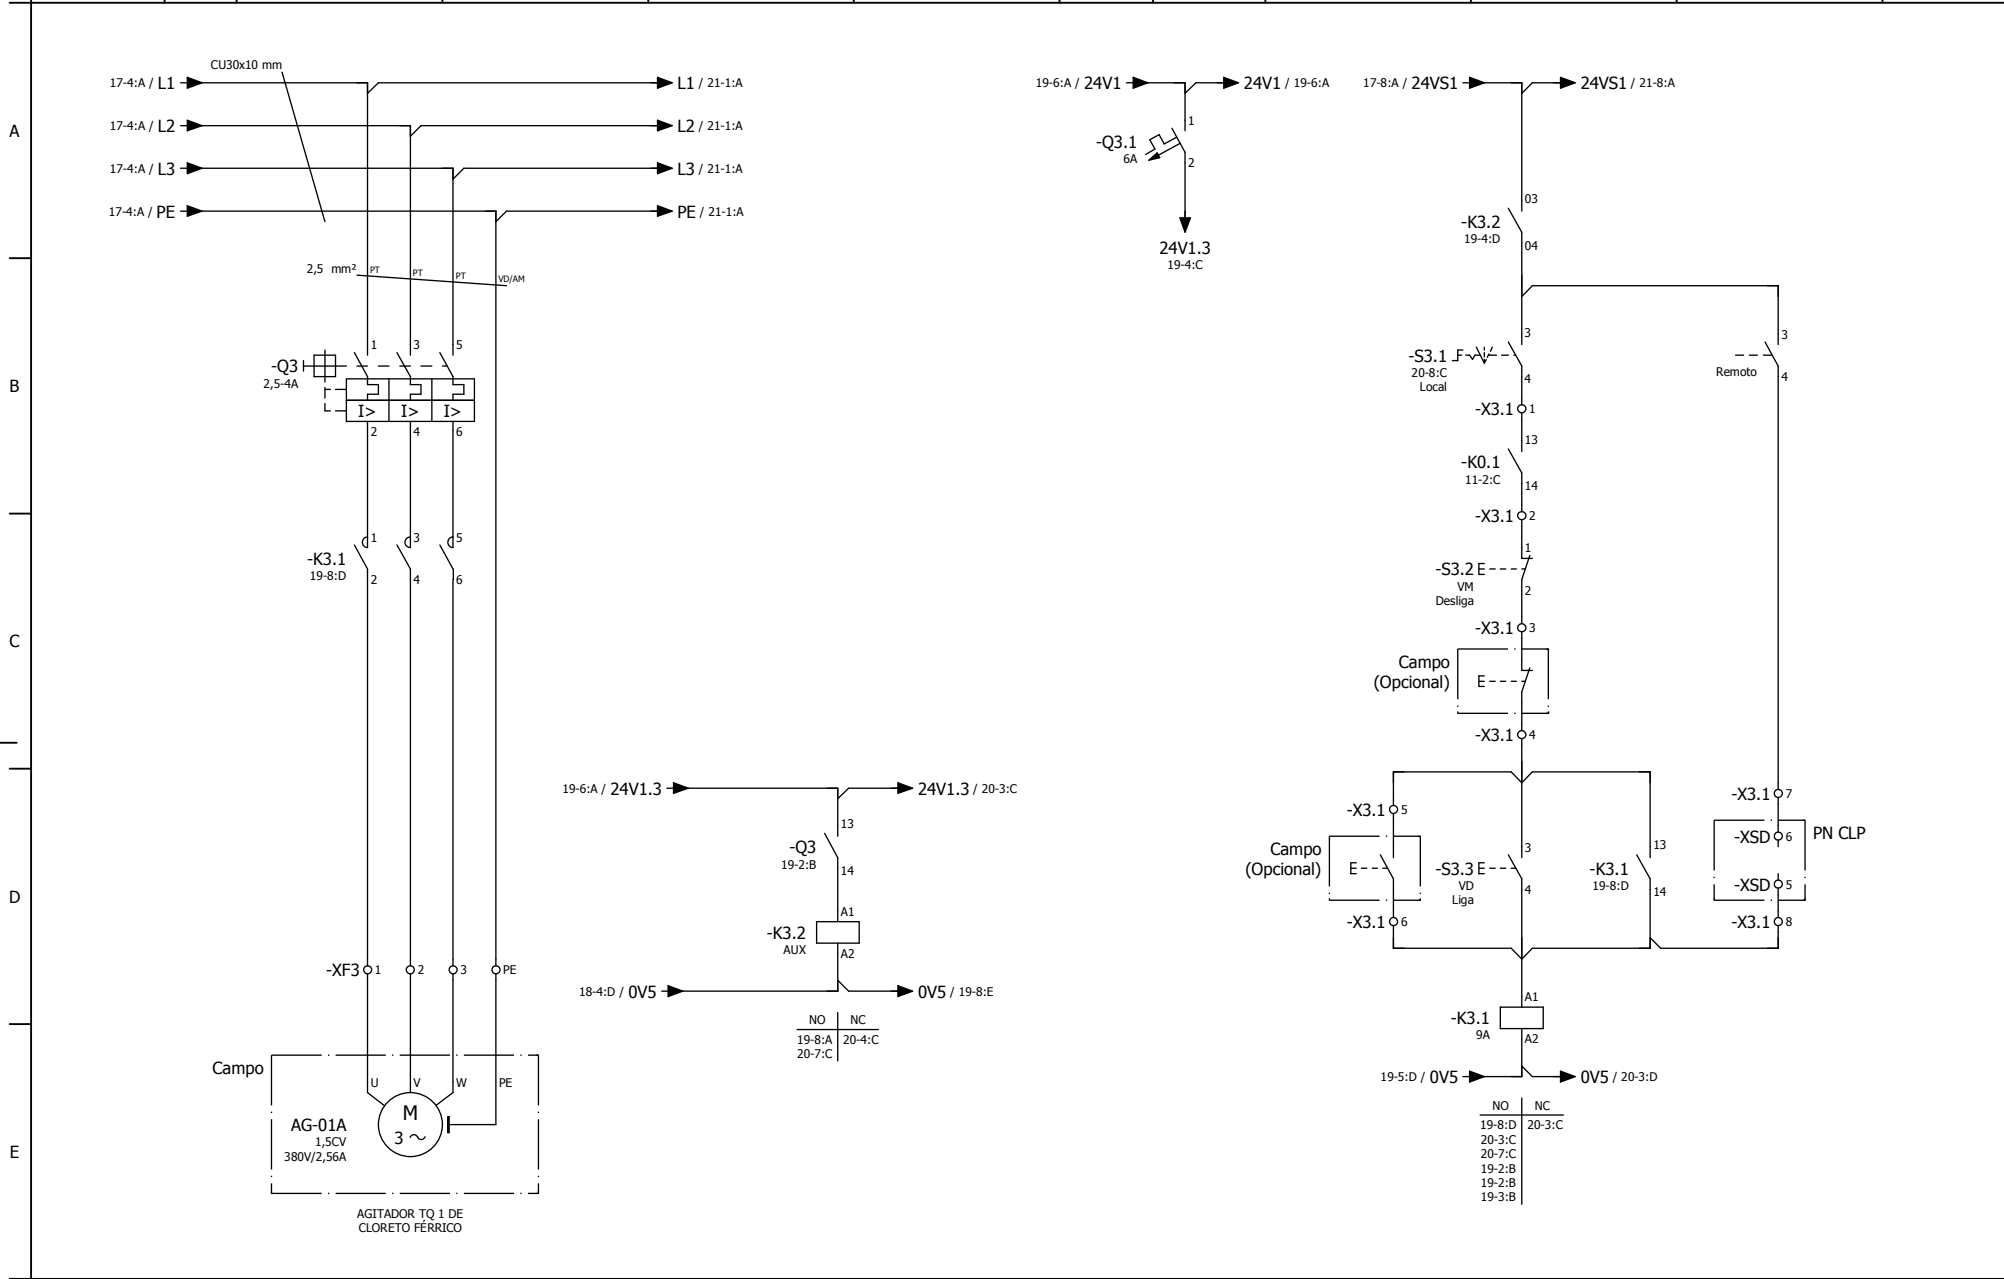 A
B
C
D
E
CU30x10 mm
17-4:A / L1
L1 / 21-1:A
17-4:A / L2
L2 / 21-1:A
17-4:A / L3
L3 / 21-1:A
17-4:A / PE
PE / 21-1:A
2,5 mm²
PT
PT
PT
VD/AM
-Q3
2,5-4A
1
3
5
I>
I>
I>
2
4
6
-K3.1
19-8:D
1
3
5
2
4
6
-XF3
1
2
3
PE
Campo
U
V
W
PE
M
3 ~
AG-01A
1,5CV
380V/2,56A
AGITADOR TQ 1 DE
CLORETO FÉRRICO
19-6:A / 24V1.3
24V1.3 / 20-3:C
13
-Q3
19-2:B
14
A1
-K3.2
AUX
A2
18-4:D / 0V5
0V5 / 19-8:E
NO NC
19-8:A 20-4:C
20-7:C
19-6:A / 24V1
24V1 / 19-6:A
1
-Q3.1
6A
2
24V1.3
19-4:C
17-8:A / 24VS1
24VS1 / 21-8:A
03
-K3.2
19-4:D
04
3
-S3.1
20-8:C
Local
4
-X3.1 1
13
-K0.1
11-2:C
14
-X3.1 2
1
-S3.2
E
VM
Desliga
2
-X3.1 3
Campo
(Opcional)
E
-X3.1 4
-X3.1 5
Campo
(Opcional)
E
-X3.1 6
3
-S3.3
E
VD
Liga
4
13
-K3.1
19-8:D
14
3
Remoto
4
-X3.1 7
-XSD 6
PN CLP
-XSD 5
-X3.1 8
A1
-K3.1
9A
A2
19-5:D / 0V5
0V5 / 20-3:D
NO NC
19-8:D 20-3:C
20-3:C
20-7:C
19-2:B
19-2:B
19-3:B